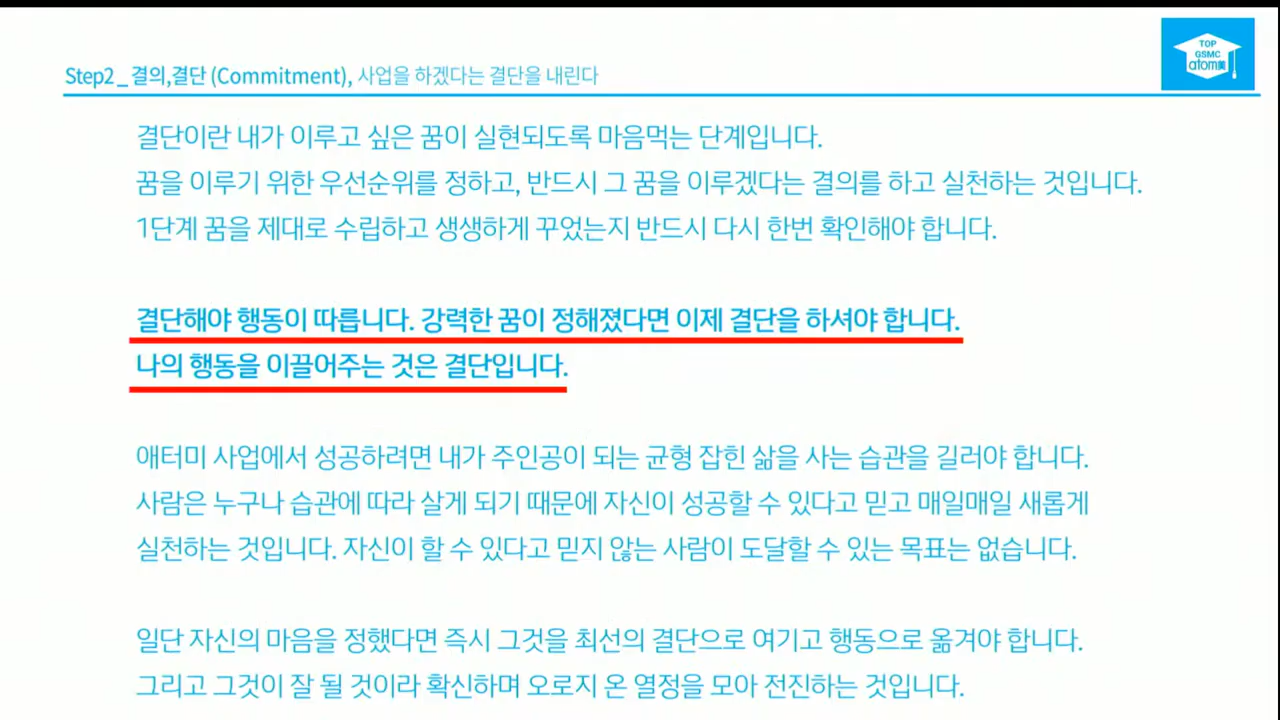 Step2_결의,결단 (Commitment), 사업을 하겠다는 결단을 내린다
TOP
GSMC
atom美
결단이란 내가 이루고 싶은 꿈이 실현되도록 마음먹는 단계입니다.
꿈을 이루기 위한 우선순위를 정하고, 반드시 그 꿈을 이루겠다는 결의를 하고 실천하는 것입니다.
1단계 꿈을 제대로 수립하고 생생하게 꾸었는지 반드시 다시 한번 확인해야 합니다.
결단해야 행동이 따릅니다. 강력한 꿈이 정해졌다면 이제 결단을 하셔야 합니다.
나의 행동을 이끌어주는 것은 결단입니다.
애터미 사업에서 성공하려면 내가 주인공이 되는 균형 잡힌 삶을 사는 습관을 길러야 합니다.
사람은 누구나 습관에 따라 살게 되기 때문에 자신이 성공할 수 있다고 믿고 매일매일 새롭게
실천하는 것입니다. 자신이 할 수 있다고 믿지 않는 사람이 도달할 수 있는 목표는 없습니다.
일단 자신의 마음을 정했다면 즉시 그것을 최선의 결단으로 여기고 행동으로 옮겨야 합니다.
그리고 그것이 잘 될 것이라 확신하며 오로지 온 열정을 모아 전진하는 것입니다.